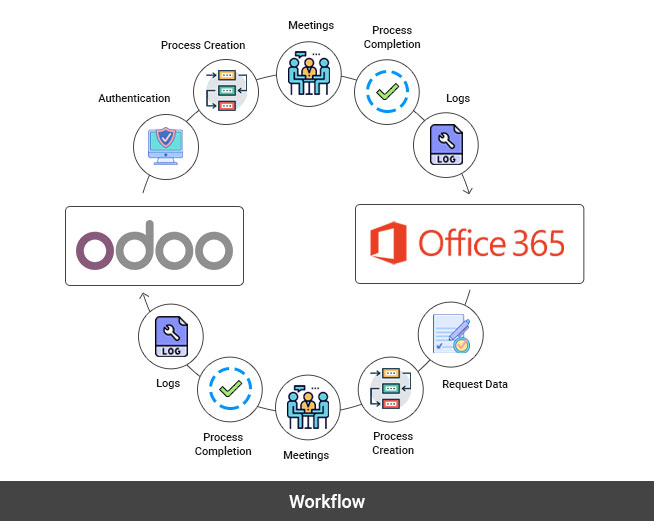 Meetings
Process
Completion
Process Creation
Authentication
Logs
LOG
odoo
Office 365
LOG
Logs
Request Data
Process
Completion
Meetings
Process
Creation
Workflow